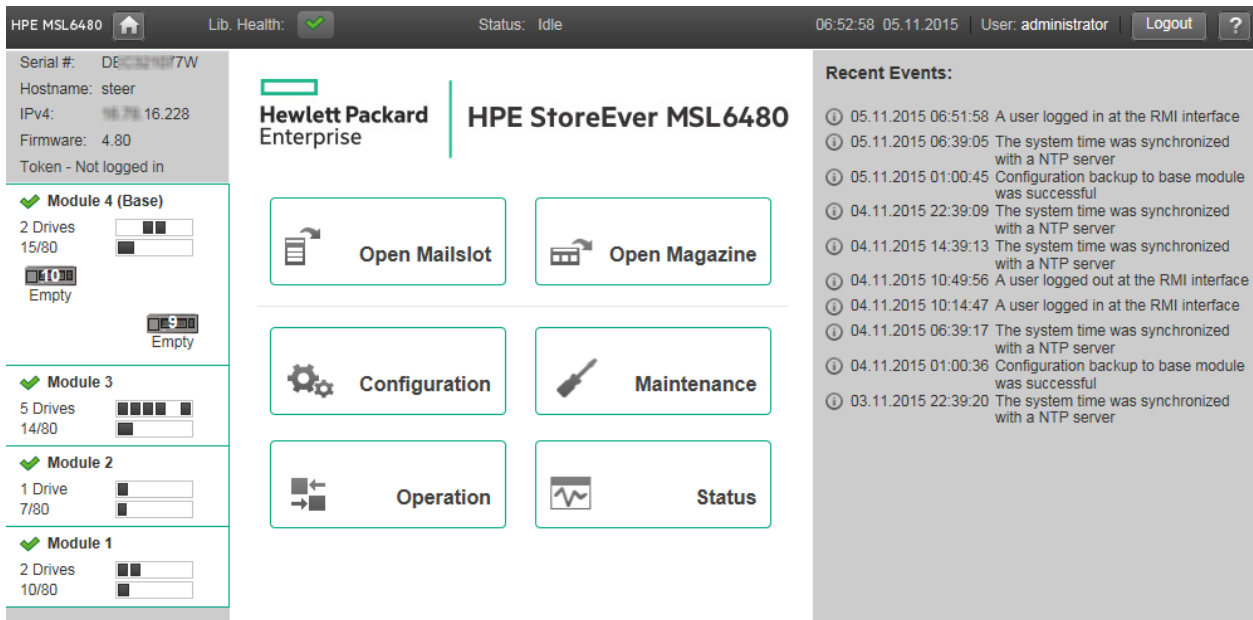 HPE MSL6480 Lib. Health: Status: Idle 06:52:58 05.11.2015 User: administrator Logout ?
Serial #: 77W
Hostname: steer
IPv4: 16.228
Firmware: 4.80
Token - Not logged in
Module 4 (Base)
2 Drives
15/80
10
Empty
9
Empty
Module 3
5 Drives
14/80
Module 2
1 Drive
7/80
Module 1
2 Drives
10/80
Hewlett Packard
Enterprise
HPE StoreEver MSL6480
Open Mailslot
Open Magazine
Configuration
Maintenance
Operation
Status
Recent Events:
05.11.2015 06:51:58 A user logged in at the RMI interface
05.11.2015 06:39:05 The system time was synchronized
with a NTP server
05.11.2015 01:00:45 Configuration backup to base module
was successful
04.11.2015 22:39:09 The system time was synchronized
with a NTP server
04.11.2015 14:39:13 The system time was synchronized
with a NTP server
04.11.2015 10:49:56 A user logged out at the RMI interface
04.11.2015 10:14:47 A user logged in at the RMI interface
04.11.2015 06:39:17 The system time was synchronized
with a NTP server
04.11.2015 01:00:36 Configuration backup to base module
was successful
03.11.2015 22:39:20 The system time was synchronized
with a NTP server